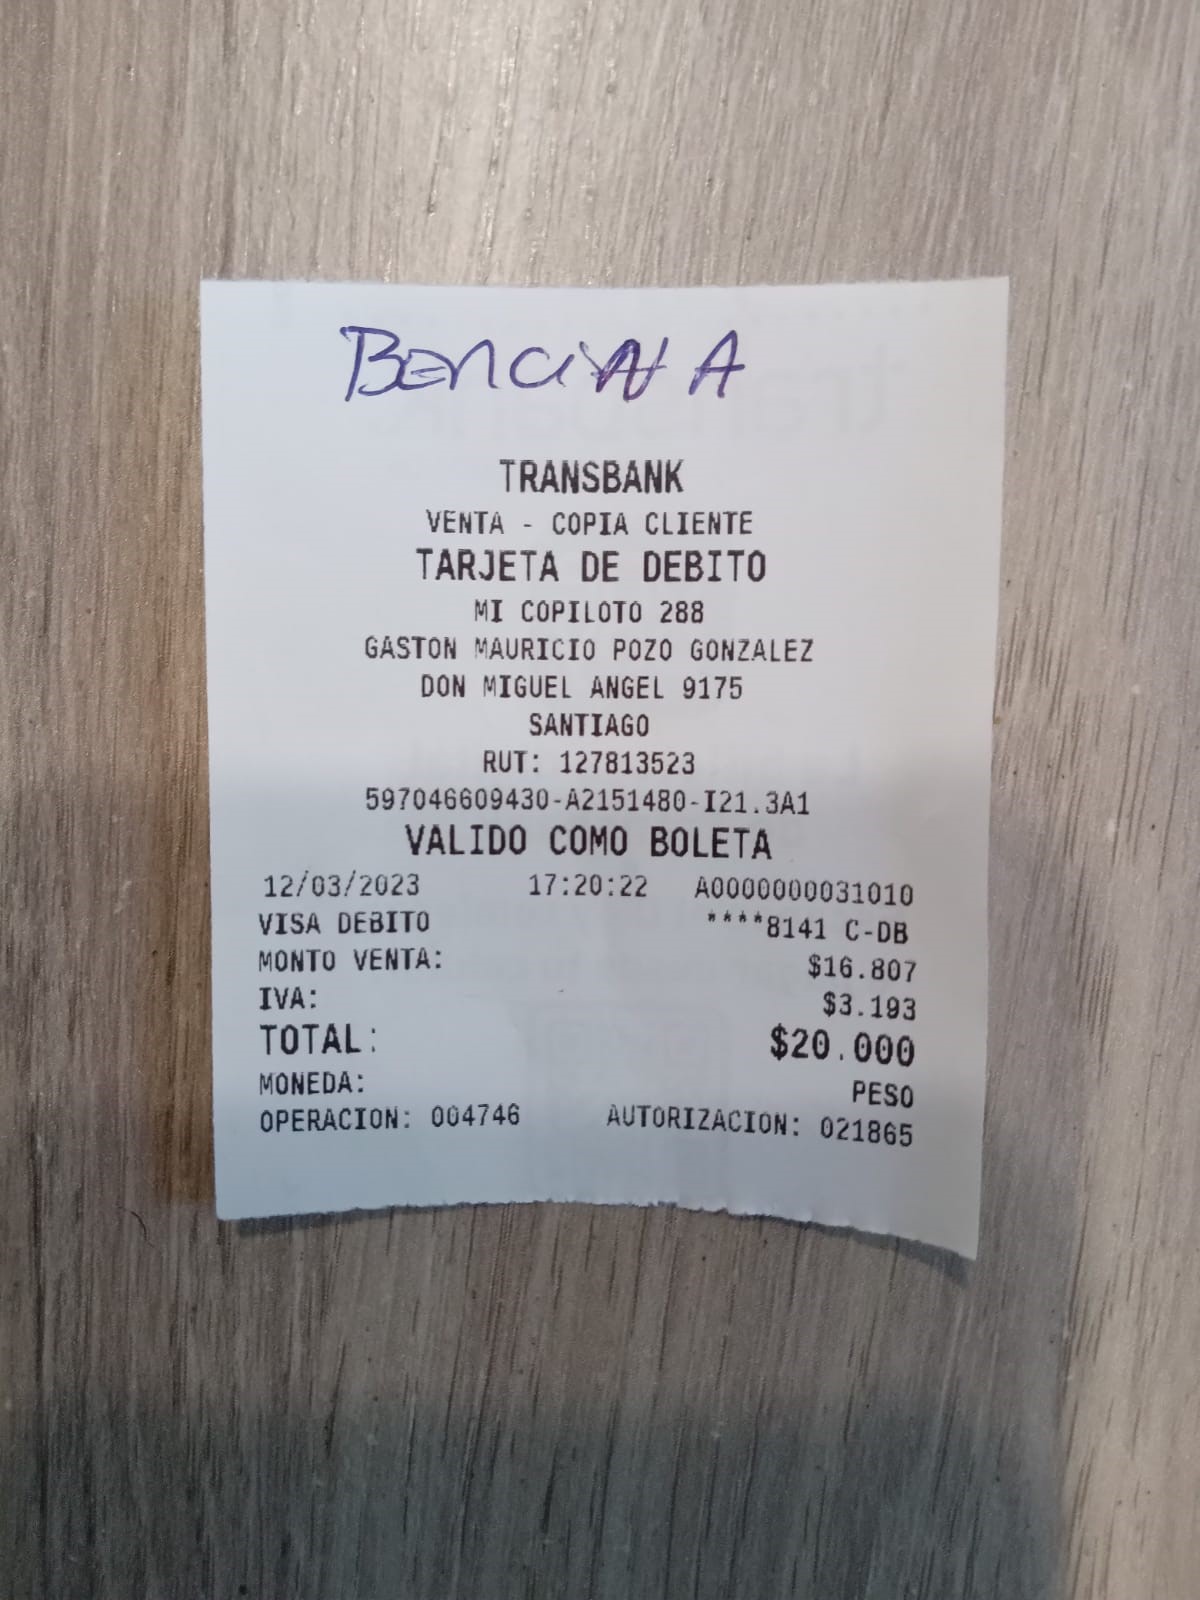 BENCINA
TRANSBANK
VENTA - COPIA CLIENTE
TARJETA DE DEBITO
MI COPILOTO 288
GASTON MAURICIO POZO GONZALEZ
DON MIGUEL ANGEL 9175
SANTIAGO
RUT: 127813523
597046609430-A2151480-I21.3A1
VALIDO COMO BOLETA
12/03/2023 17:20:22 A0000000031010
VISA DEBITO ****8141 C-DB
MONTO VENTA: $16.807
IVA: $3.193
TOTAL: $20.000
MONEDA: PESO
OPERACION: 004746 AUTORIZACION: 021865